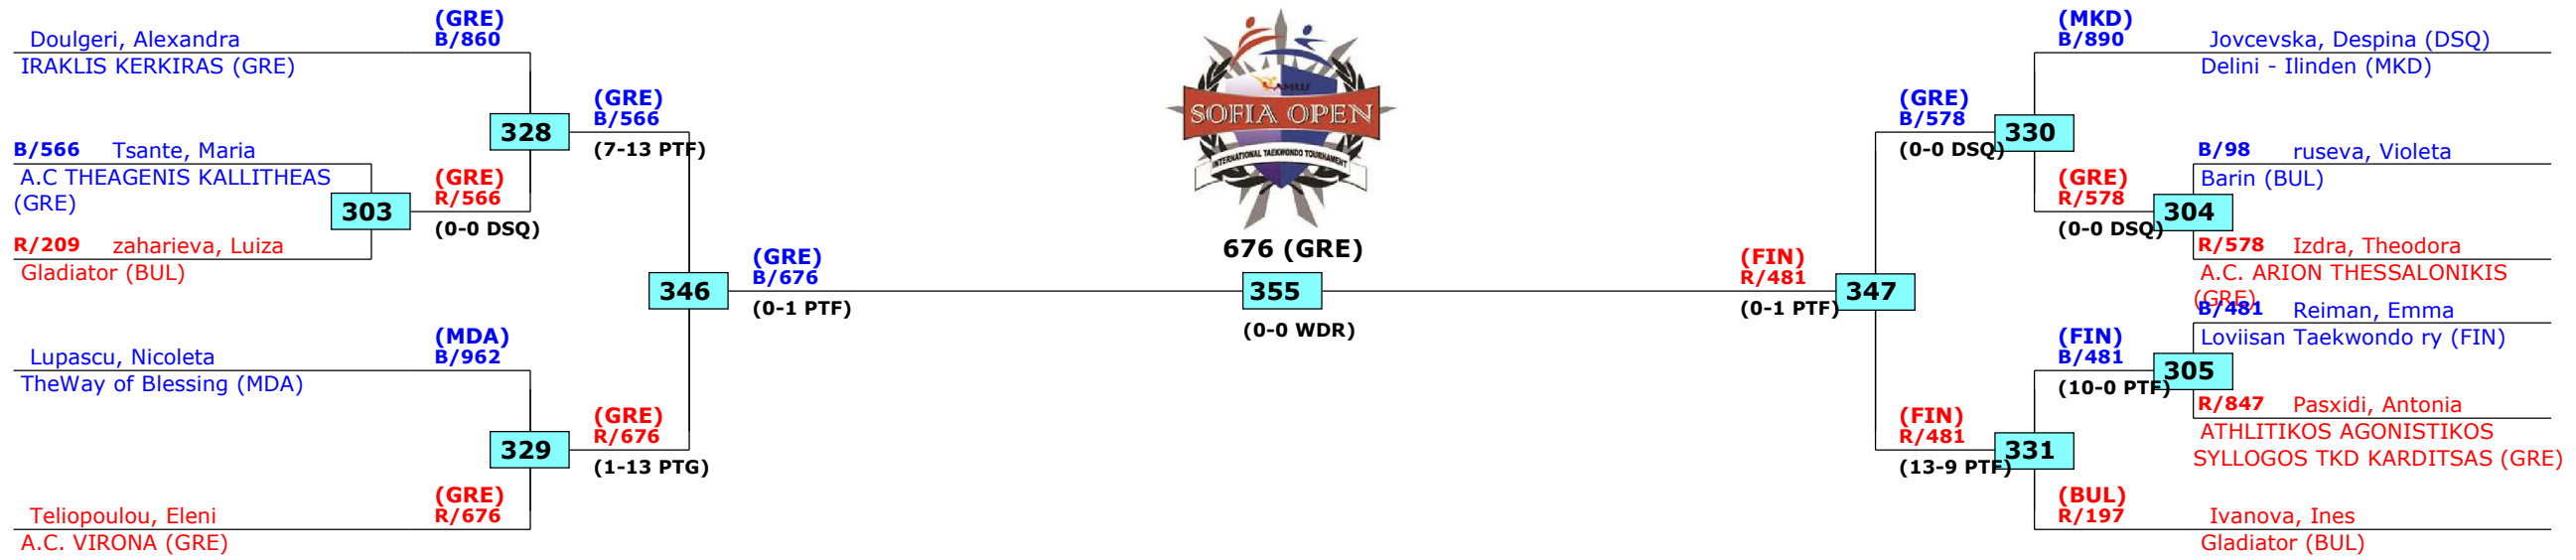 (GRE)
Doulgeri, Alexandra B/860
IRAKLIS KERKIRAS (GRE)
(GRE)
B/566
328
(7-13 PTF)
B/566 Tsante, Maria
A.C THEAGENIS KALLITHEAS
(GRE)
(GRE)
R/566
303
(0-0 DSQ)
R/209 zaharieva, Luiza
Gladiator (BUL)
346
(GRE)
B/676
(0-1 PTF)
(MDA)
Lupascu, Nicoleta B/962
TheWay of Blessing (MDA)
(GRE)
R/676
329
(1-13 PTG)
(GRE)
Teliopoulou, Eleni R/676
A.C. VIRONA (GRE)
AMUS
SOFIA OPEN
INTERNATIONAL TAEKWONDO TOURNAMENT
676 (GRE)
355
(0-0 WDR)
(FIN)
R/481
(0-1 PTF)
347
(MKD)
B/890 Jovcevska, Despina (DSQ)
Delini - Ilinden (MKD)
(GRE)
B/578
330
(0-0 DSQ)
B/98 ruseva, Violeta
Barin (BUL)
(GRE)
R/578
304
(0-0 DSQ)
R/578 Izdra, Theodora
A.C. ARION THESSALONIKIS
(GRE)
B/481 Reiman, Emma
Loviisan Taekwondo ry (FIN)
(FIN)
B/481
305
(10-0 PTF)
R/847 Pasxidi, Antonia
ATHLITIKOS AGONISTIKOS
SYLLOGOS TKD KARDITSAS (GRE)
(FIN)
R/481
331
(13-9 PTF)
(BUL)
R/197 Ivanova, Ines
Gladiator (BUL)